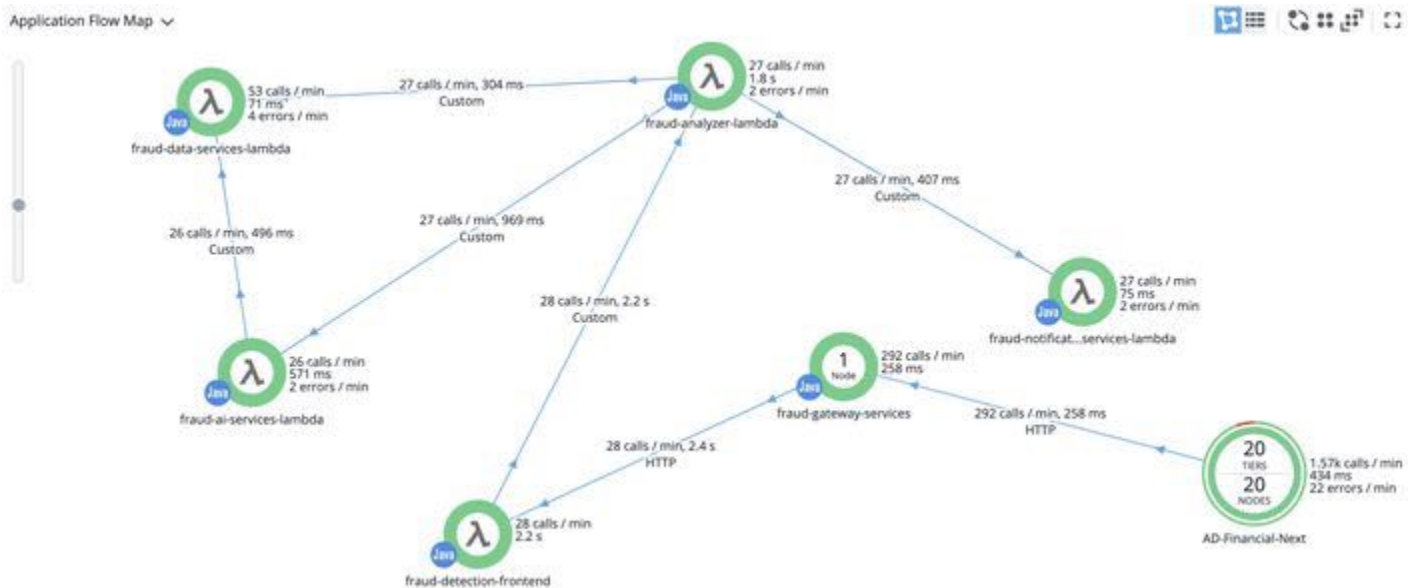 Application Flow Map
53 calls / min
71 ms
4 errors / min
Java
fraud-data-services-lambda
27 calls / min, 304 ms
Custom
27 calls / min
1.8 s
2 errors / min
Java
fraud-analyzer-lambda
27 calls / min, 407 ms
Custom
27 calls / min, 969 ms
Custom
26 calls / min, 496 ms
Custom
28 calls / min, 2.2 s
Custom
27 calls / min
75 ms
2 errors / min
Java
fraud-notificat...services-lambda
26 calls / min
571 ms
2 errors / min
Java
fraud-ai-services-lambda
1
Node
292 calls / min
258 ms
Java
fraud-gateway-services
292 calls / min, 258 ms
HTTP
28 calls / min, 2.4 s
HTTP
20
TIERS
20
NODES
1.57k calls / min
434 ms
22 errors / min
AD-Financial-Next
28 calls / min
2.2 s
Java
fraud-detection-frontend